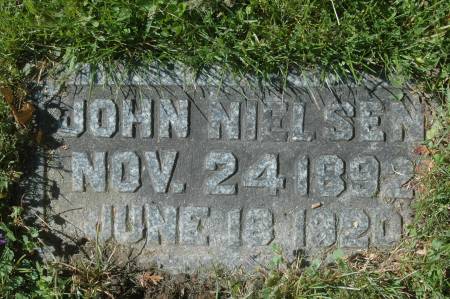 JOHN NIELSEN
NOV. 24 1892
JUNE 18 1920